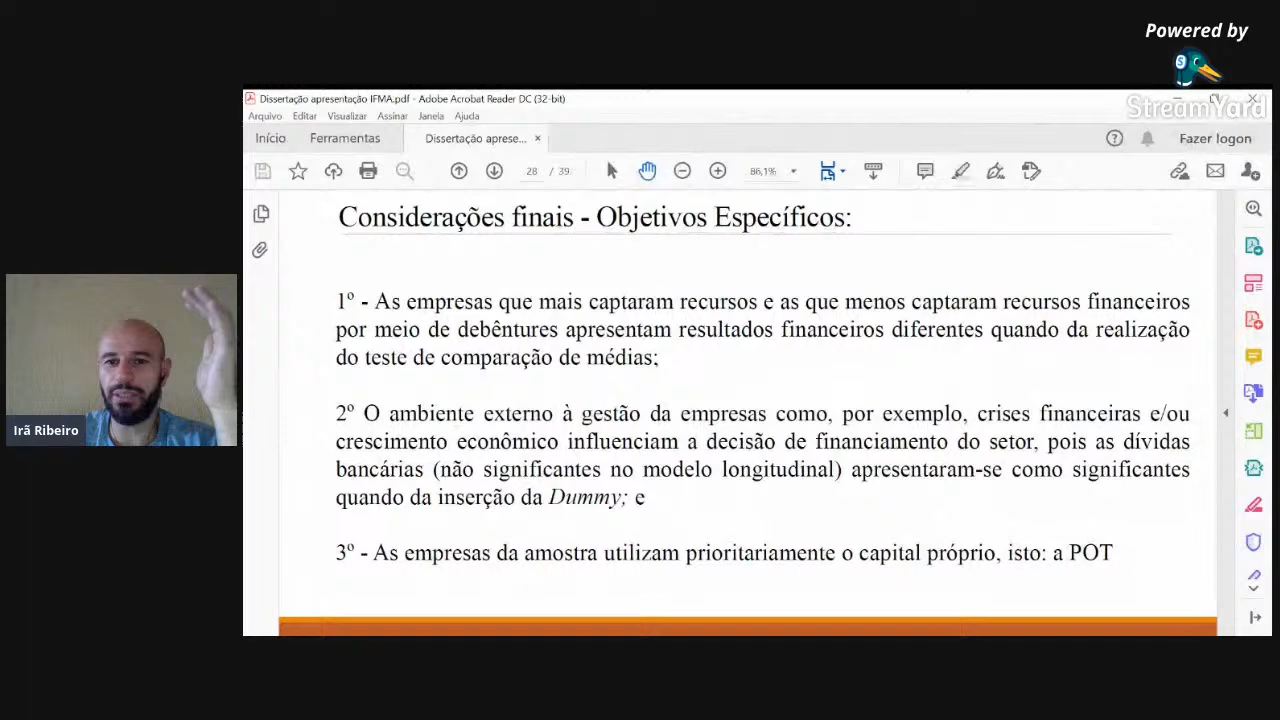 Powered by
StreamYard
Dissertação apresentação IFMA.pdf - Adobe Acrobat Reader DC (32-bit)
Arquivo Editar Visualizar Assinar Janela Ajuda
Início Ferramentas Dissertação aprese... × Fazer logon
28 / 39 86,1%
Considerações finais - Objetivos Específicos:
1º - As empresas que mais captaram recursos e as que menos captaram recursos financeiros
por meio de debêntures apresentam resultados financeiros diferentes quando da realização
do teste de comparação de médias;
2º O ambiente externo à gestão da empresas como, por exemplo, crises financeiras e/ou
crescimento econômico influenciam a decisão de financiamento do setor, pois as dívidas
bancárias (não significantes no modelo longitudinal) apresentaram-se como significantes
quando da inserção da Dummy; e
3º - As empresas da amostra utilizam prioritariamente o capital próprio, isto: a POT
Irã Ribeiro